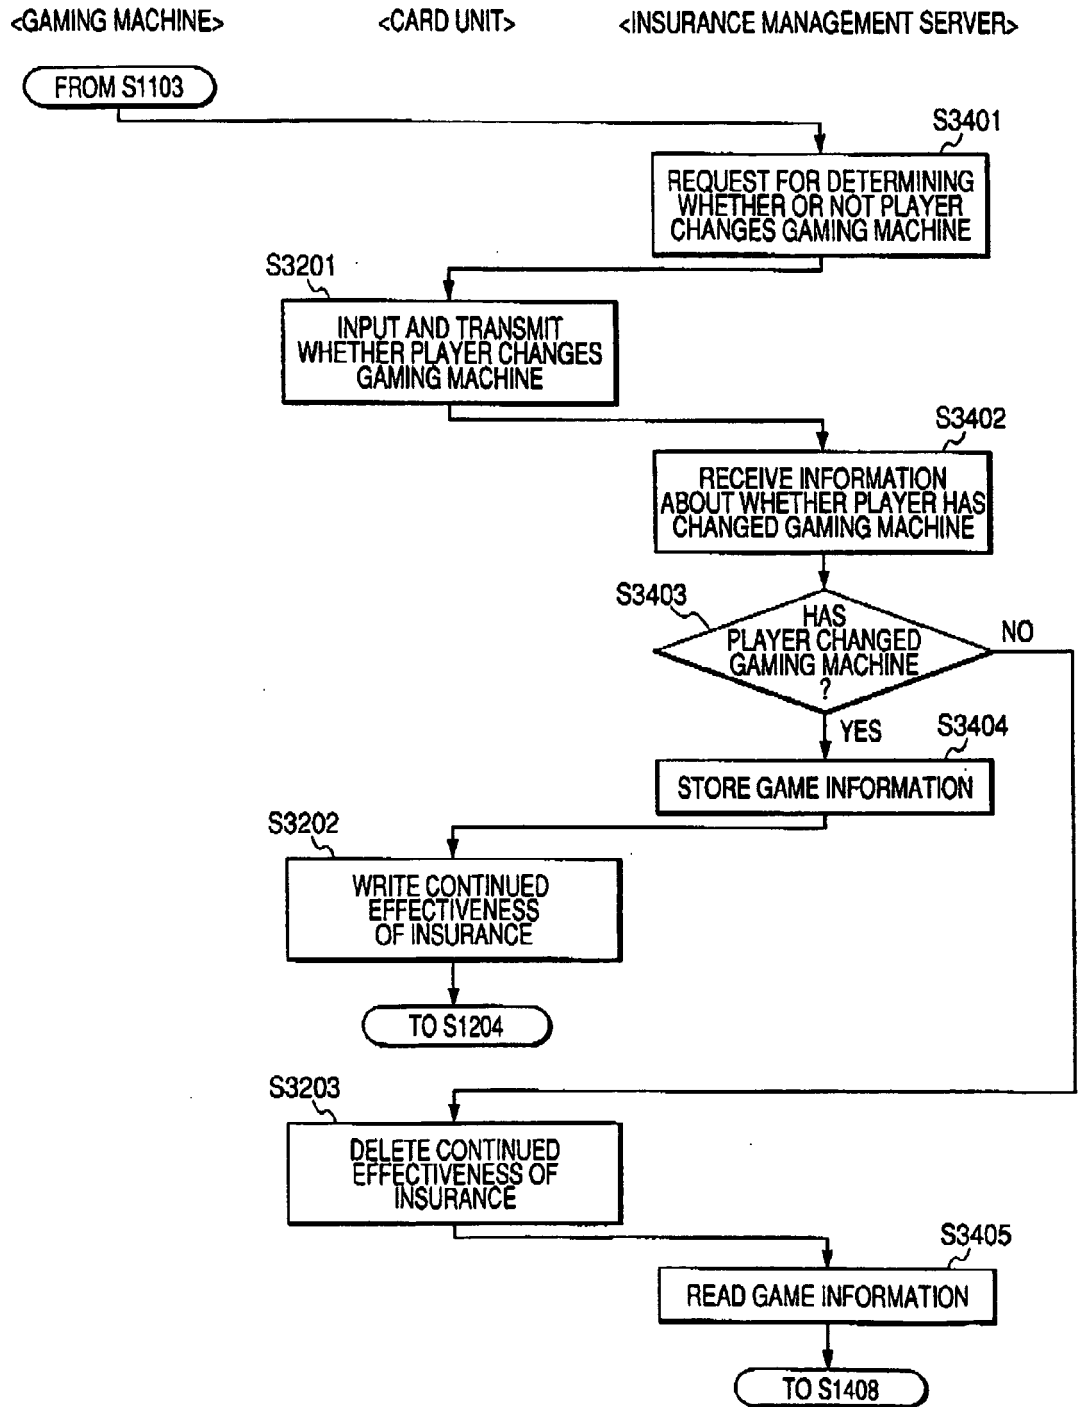 <GAMING MACHINE> <CARD UNIT> <INSURANCE MANAGEMENT SERVER>
FROM S1103
S3401
REQUEST FOR DETERMINING
WHETHER OR NOT PLAYER
CHANGES GAMING MACHINE
S3201
INPUT AND TRANSMIT
WHETHER PLAYER CHANGES
GAMING MACHINE
S3402
RECEIVE INFORMATION
ABOUT WHETHER PLAYER HAS
CHANGED GAMING MACHINE
S3403
HAS
PLAYER CHANGED
GAMING MACHINE
?
NO
YES
S3404
STORE GAME INFORMATION
S3202
WRITE CONTINUED
EFFECTIVENESS
OF INSURANCE
TO S1204
S3203
DELETE CONTINUED
EFFECTIVENESS OF
INSURANCE
S3405
READ GAME INFORMATION
TO S1408